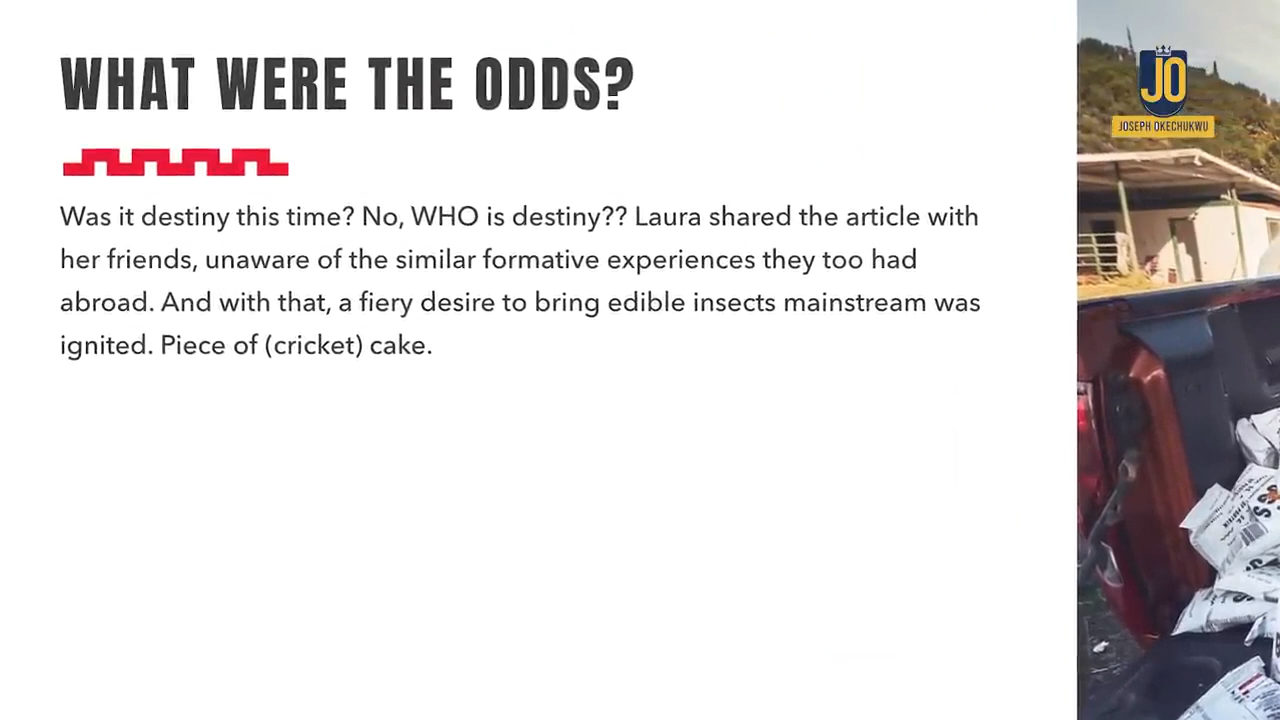 WHAT WERE THE ODDS?
Was it destiny this time? No, WHO is destiny?? Laura shared the article with
her friends, unaware of the similar formative experiences they too had
abroad. And with that, a fiery desire to bring edible insects mainstream was
ignited. Piece of (cricket) cake.
JO
JOSEPH OKECHUKWU